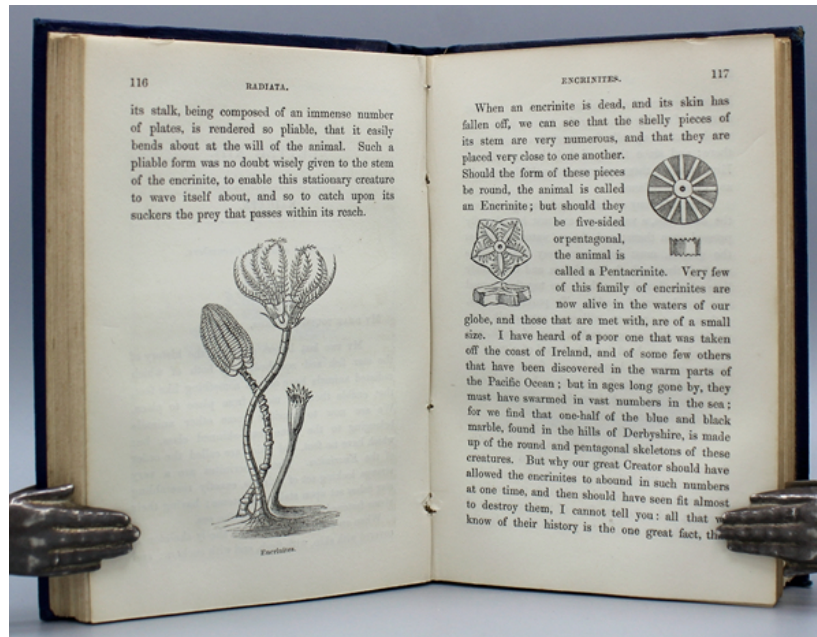 116
RADIATA.
its stalk, being composed of an immense number
of plates, is rendered so pliable, that it easily
bends about at the will of the animal. Such a
pliable form was no doubt wisely given to the stem
of the encrinite, to enable this stationary creature
to wave itself about, and so to catch upon its
suckers the prey that passes within its reach.
Encrinites.
ENCRINITES.
117
When an encrinite is dead, and its skin has
fallen off, we can see that the shelly pieces of
its stem are very numerous, and that they are
placed very close to one another.
Should the form of these pieces
be round, the animal is called
an Encrinite; but should they
be five-sided
or pentagonal,
the animal is
called a Pentacrinite. Very few
of this family of encrinites are
now alive in the waters of our
globe, and those that are met with, are of a small
size. I have heard of a poor one that was taken
off the coast of Ireland, and of some few others
that have been discovered in the warm parts of
the Pacific Ocean; but in ages long gone by, they
must have swarmed in vast numbers in the sea;
for we find that one-half of the blue and black
marble, found in the hills of Derbyshire, is made
up of the round and pentagonal skeletons of these
creatures. But why our great Creator should have
allowed the encrinites to abound in such numbers
at one time, and then should have seen fit almost
to destroy them, I cannot tell you: all that
know of their history is the one great fact,